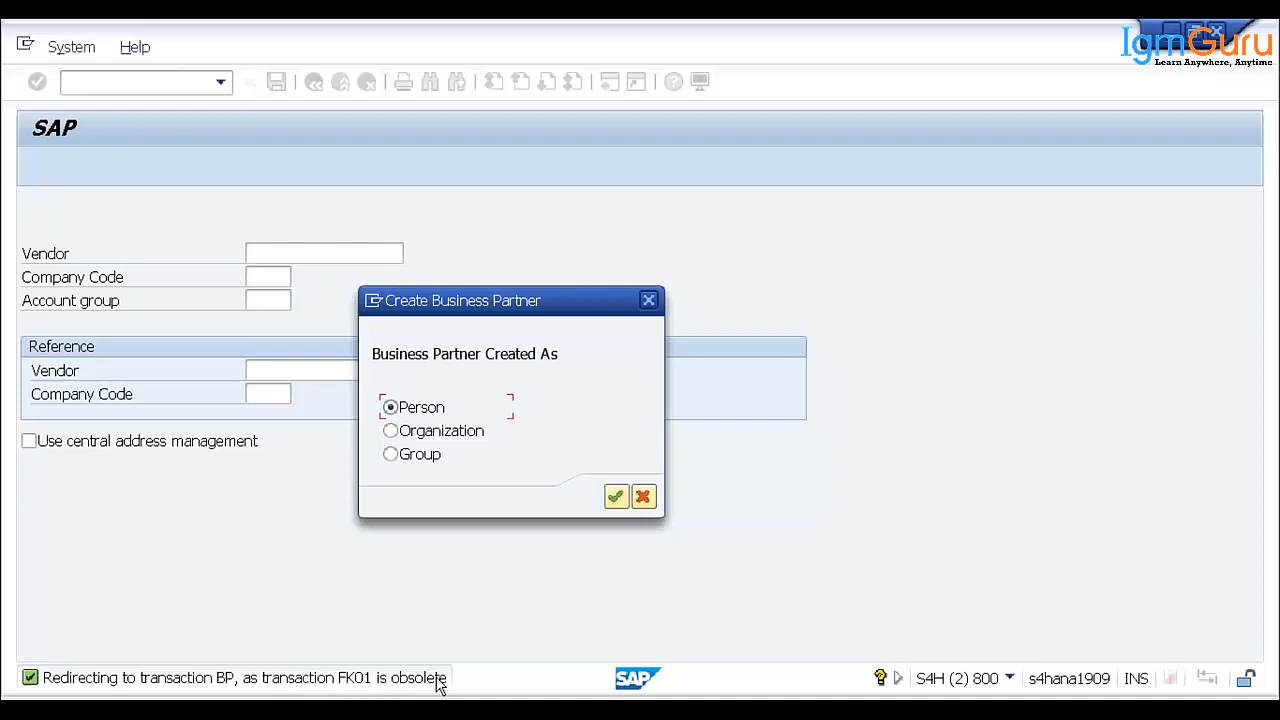 System Help
IgmGuru
Learn Anywhere, Anytime
SAP
Vendor
Company Code
Account group
Reference
Vendor
Company Code
Use central address management
Create Business Partner
Business Partner Created As
Person
Organization
Group
Redirecting to transaction BP, as transaction FK01 is obsolete
SAP
S4H (2) 800
s4hana1909
INS